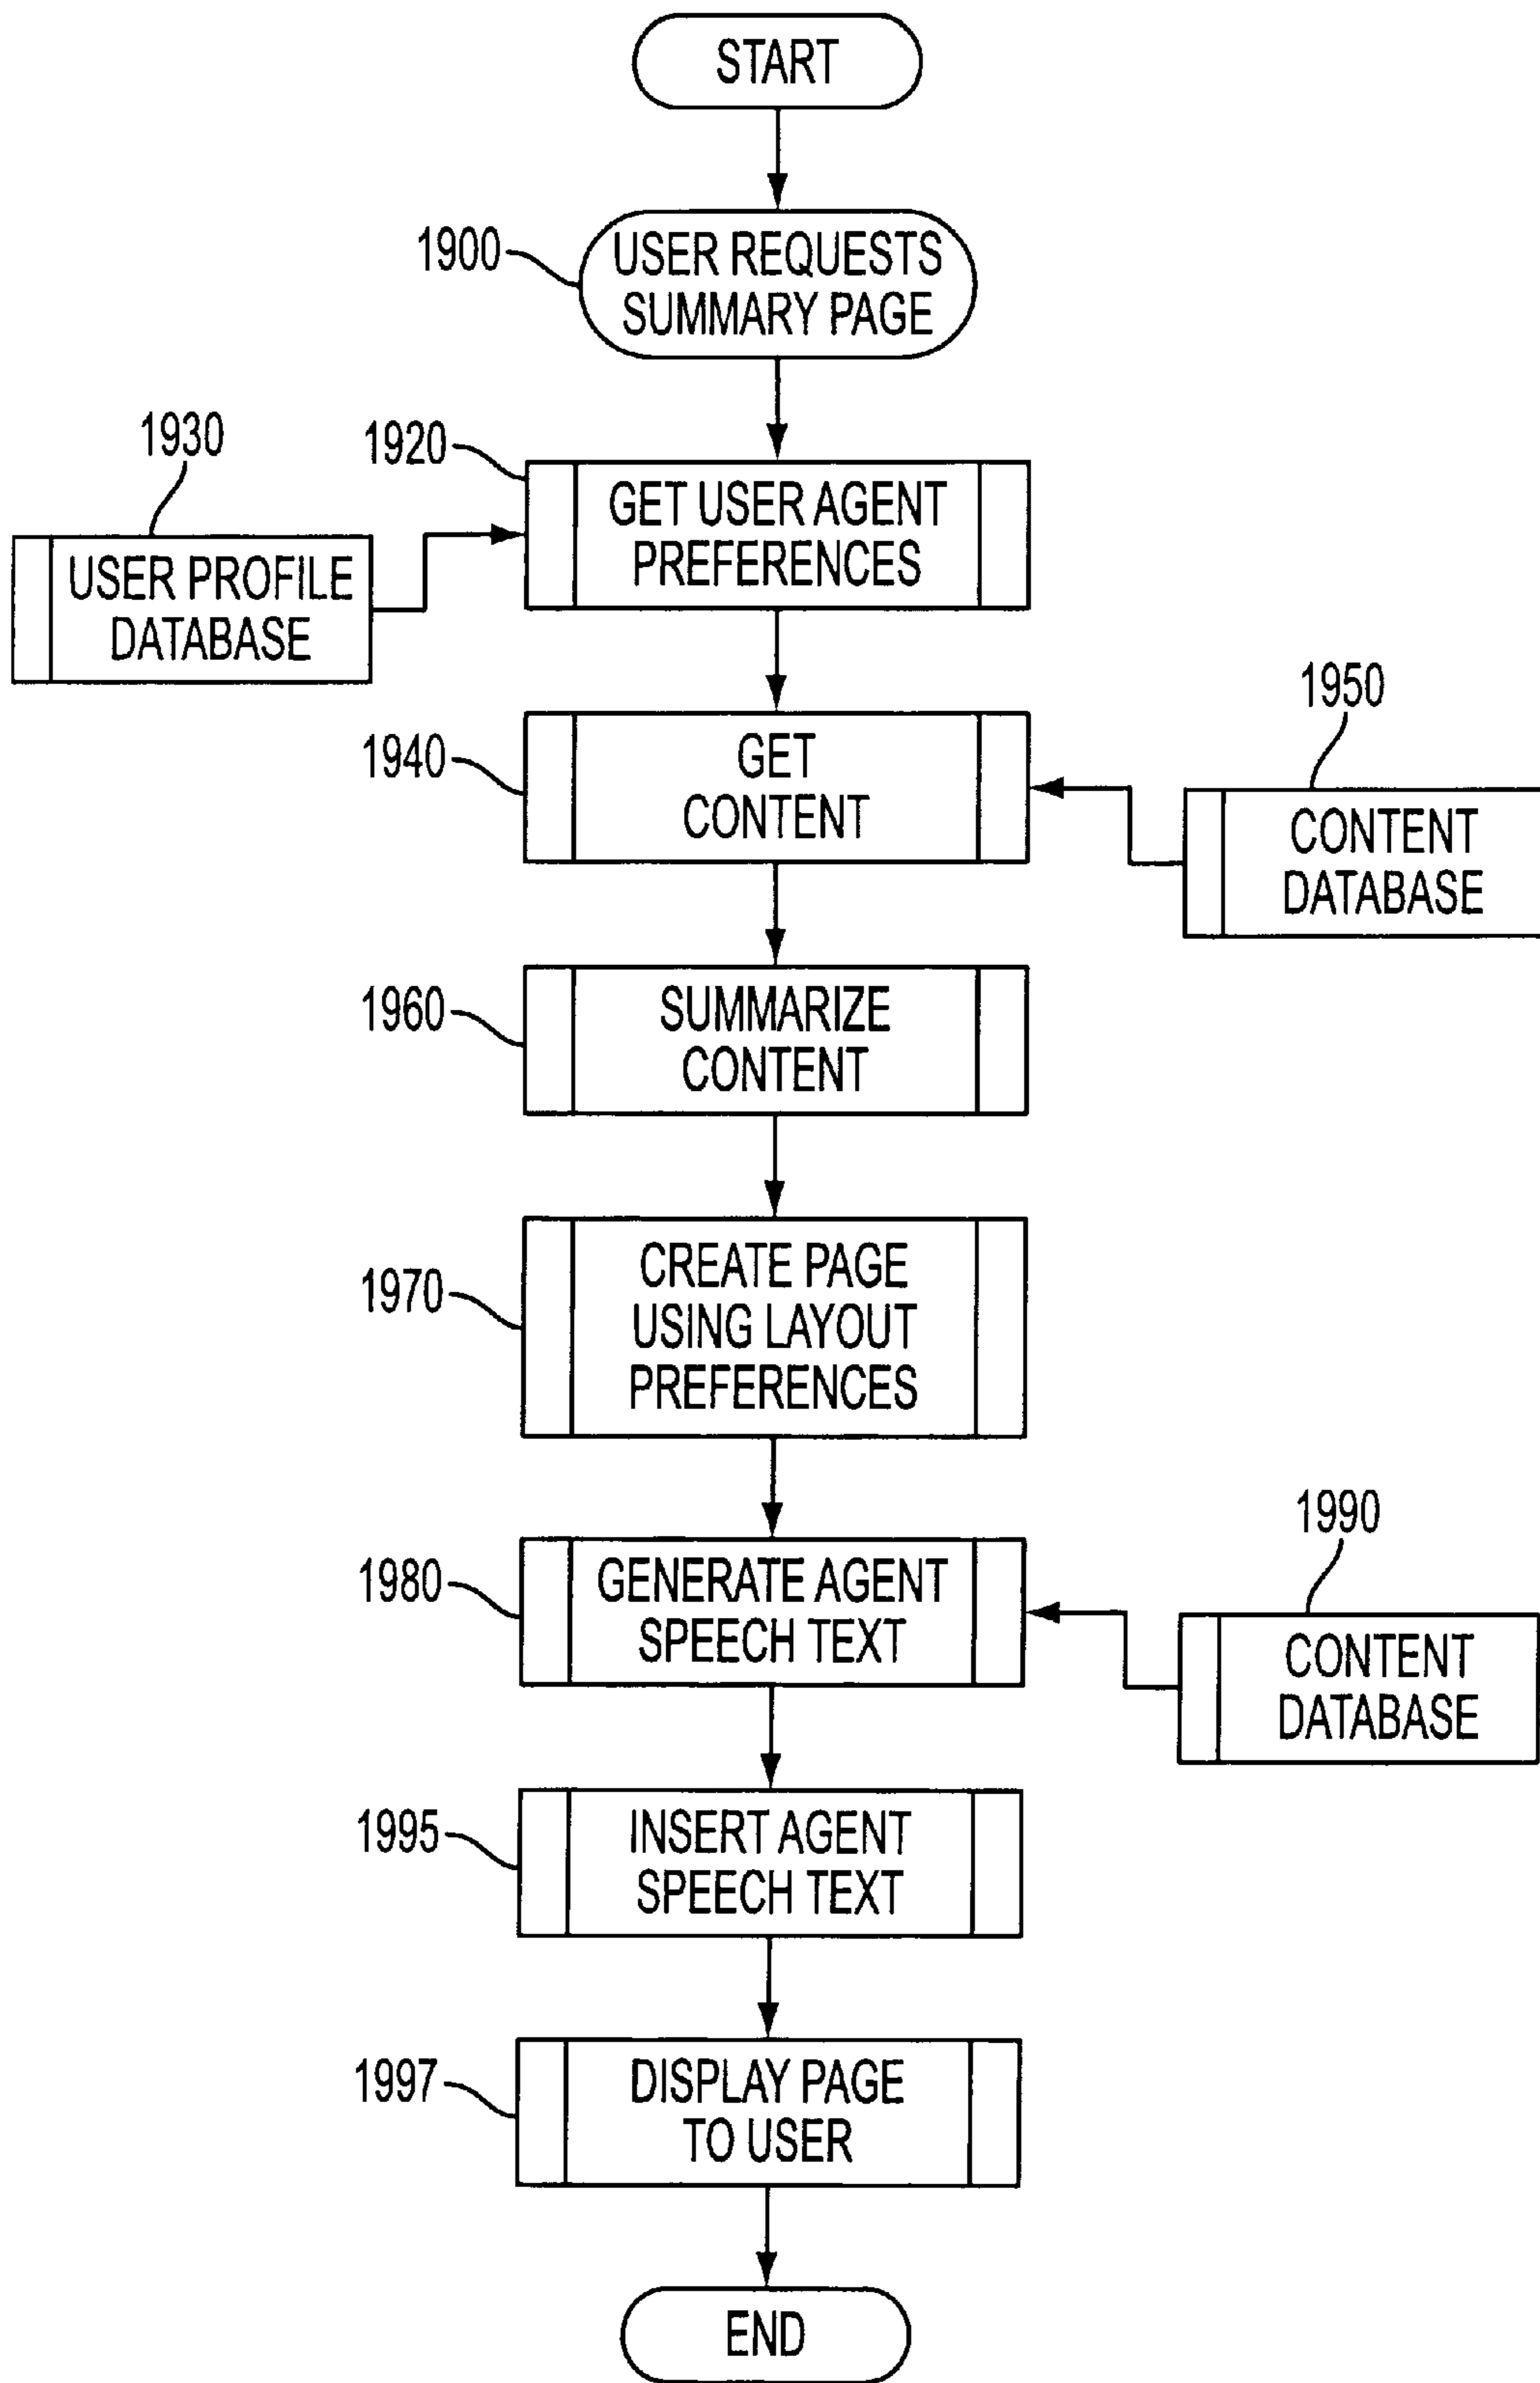 START
1900
USER REQUESTS
SUMMARY PAGE
1930
1920
GET USER AGENT
PREFERENCES
USER PROFILE
DATABASE
1950
1940
GET
CONTENT
CONTENT
DATABASE
1960
SUMMARIZE
CONTENT
1970
CREATE PAGE
USING LAYOUT
PREFERENCES
1990
1980
GENERATE AGENT
SPEECH TEXT
CONTENT
DATABASE
1995
INSERT AGENT
SPEECH TEXT
1997
DISPLAY PAGE
TO USER
END